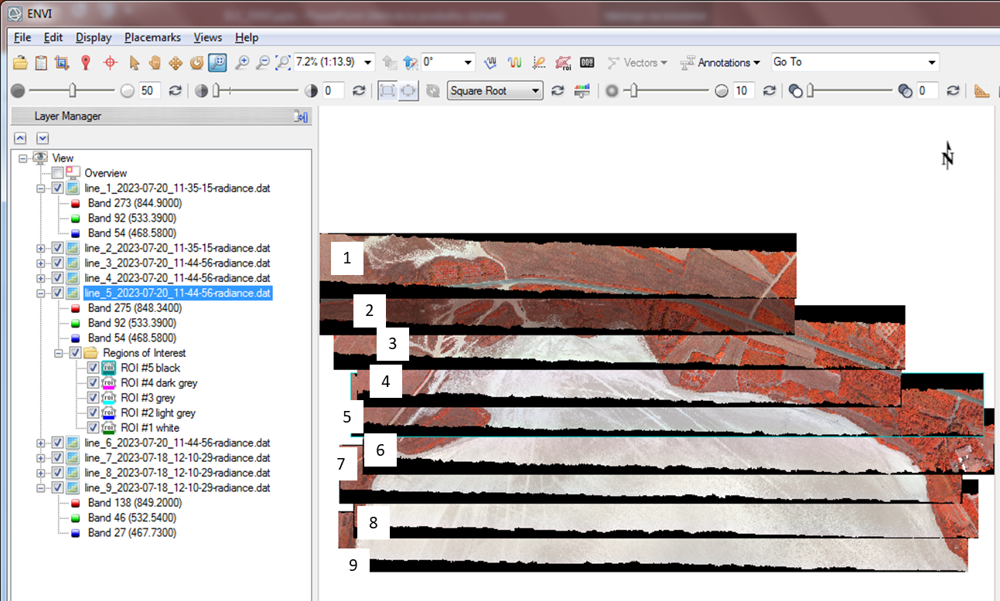 ENVI
File Edit Display Placemarks Views Help
7.2% (1:13.9) 0° roi Vectors Annotations Go To
50 0 Square Root 10 0
Layer Manager
View
Overview
line_1_2023-07-20_11-35-15-radiance.dat
Band 273 (844.9000)
Band 92 (533.3900)
Band 54 (468.5800)
line_2_2023-07-20_11-35-15-radiance.dat
line_3_2023-07-20_11-44-56-radiance.dat
line_4_2023-07-20_11-44-56-radiance.dat
line_5_2023-07-20_11-44-56-radiance.dat
Band 275 (848.3400)
Band 92 (533.3900)
Band 54 (468.5800)
Regions of Interest
roi ROI #5 black
roi ROI #4 dark grey
roi ROI #3 grey
roi ROI #2 light grey
roi ROI #1 white
line_6_2023-07-20_11-44-56-radiance.dat
line_7_2023-07-18_12-10-29-radiance.dat
line_8_2023-07-18_12-10-29-radiance.dat
line_9_2023-07-18_12-10-29-radiance.dat
Band 138 (849.2000)
Band 46 (532.5400)
Band 27 (467.7300)
N
1
2
3
4
5
6
7
8
9